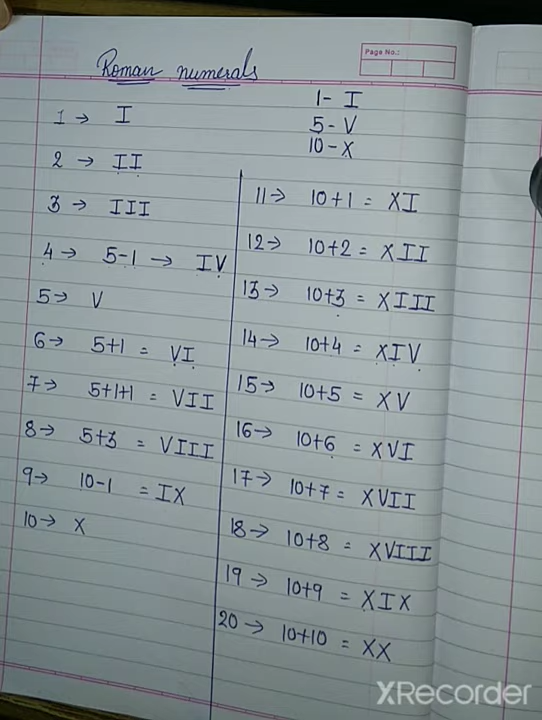 Page No.:
Roman numerals
1 - I
5 - V
10 - X
1 → I
2 → II
3 → III
4 → 5-1 → IV
5 → V
6 → 5+1 = VI
7 → 5+1+1 = VII
8 → 5+3 = VIII
9 → 10-1 = IX
10 → X
11 → 10+1 = XI
12 → 10+2 = XII
13 → 10+3 = XIII
14 → 10+4 = XIV
15 → 10+5 = XV
16 → 10+6 = XVI
17 → 10+7 = XVII
18 → 10+8 = XVIII
19 → 10+9 = XIX
20 → 10+10 = XX
XRecorder